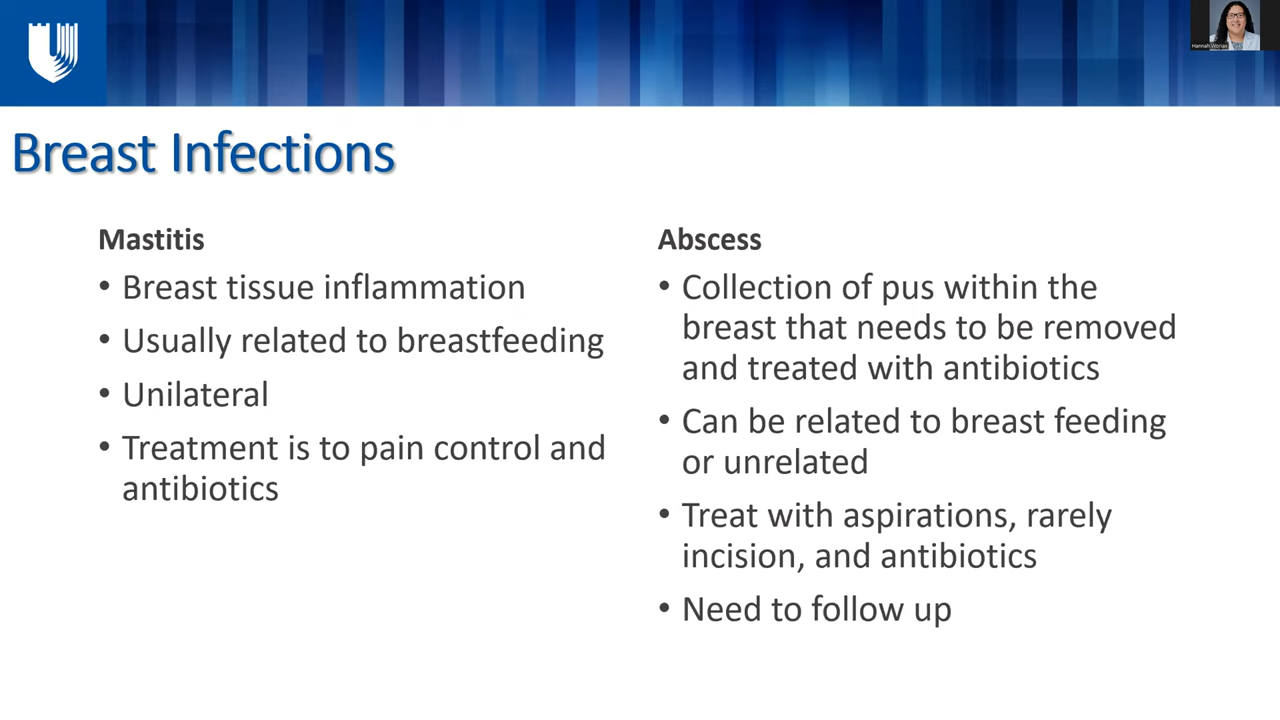 Breast Infections
Mastitis
• Breast tissue inflammation
• Usually related to breastfeeding
• Unilateral
• Treatment is to pain control and
antibiotics
Abscess
• Collection of pus within the
breast that needs to be removed
and treated with antibiotics
• Can be related to breast feeding
or unrelated
• Treat with aspirations, rarely
incision, and antibiotics
• Need to follow up
Hannah